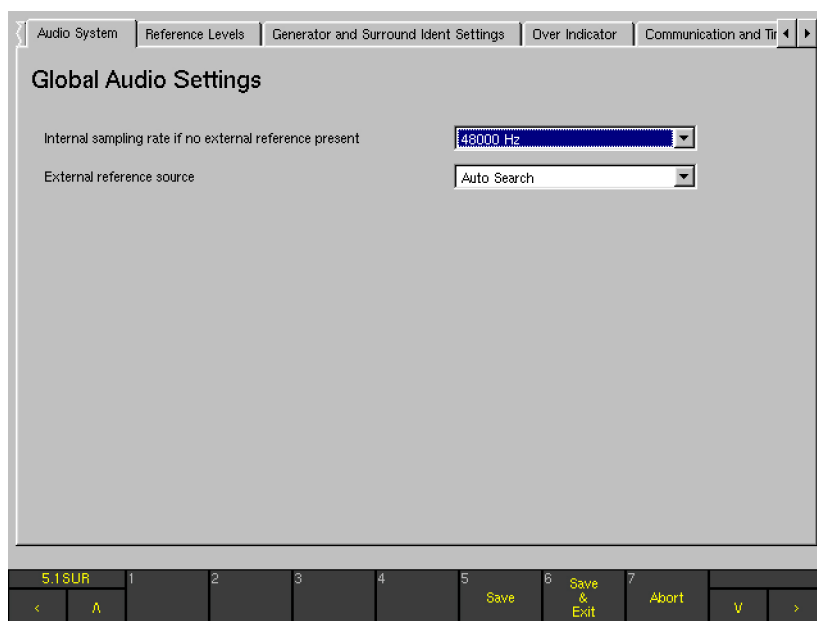 Audio System
Reference Levels
Generator and Surround Ident Settings
Over Indicator
Communication and
Global Audio Settings
Internal sampling rate if no external reference present
48000 Hz
External reference source
Auto Search
5.1SUR
1
2
3
4
5
Save
6
Save
&
Exit
7
Abort
< Λ
V >